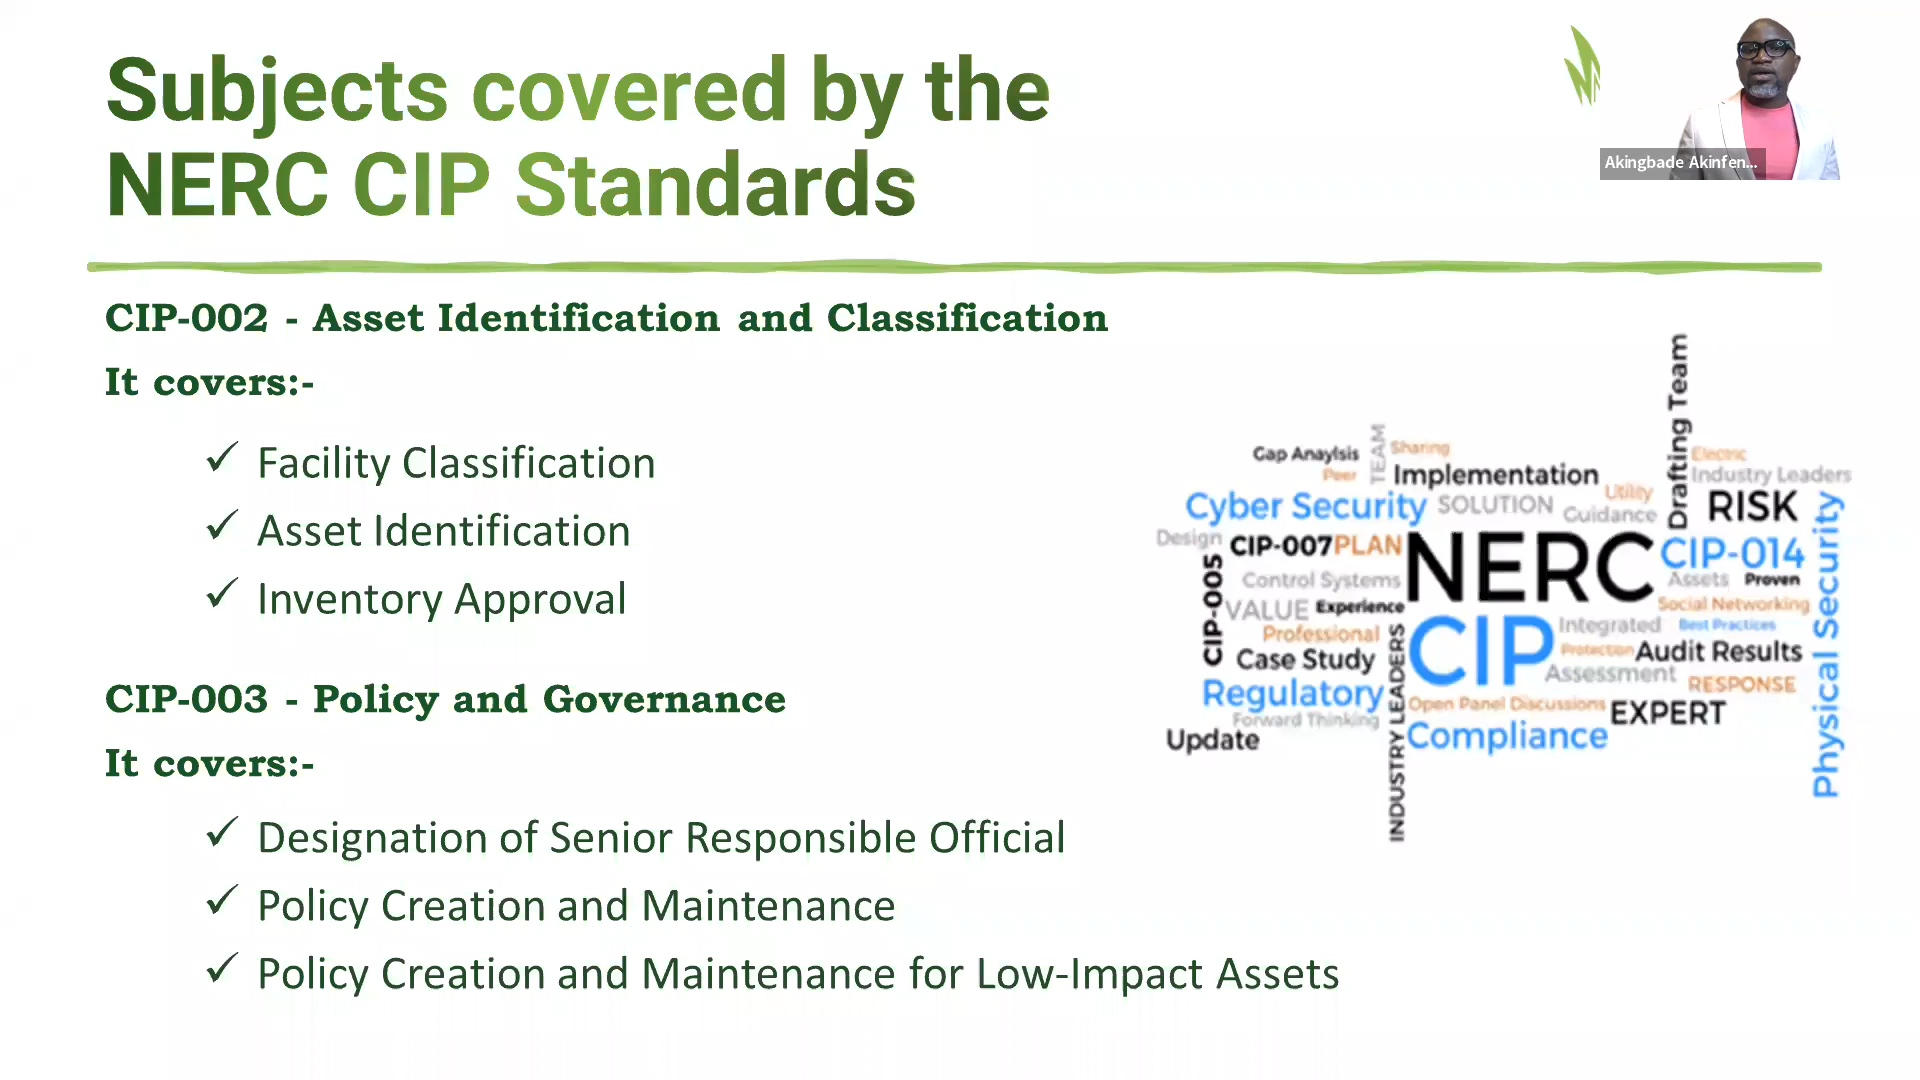 Subjects covered by the
NERC CIP Standards
Akingbade Akinfen...
CIP-002 - Asset Identification and Classification
It covers:-
✓ Facility Classification
✓ Asset Identification
✓ Inventory Approval
CIP-003 - Policy and Governance
It covers:-
✓ Designation of Senior Responsible Official
✓ Policy Creation and Maintenance
✓ Policy Creation and Maintenance for Low-Impact Assets
Gap Anaylsis
TEAM
Sharing
Peer
Implementation
Drafting Team
Electric
Industry Leaders
Cyber Security
SOLUTION
Utility
Guidance
RISK
Design
CIP-007
PLAN
NERC
CIP-014
Physical Security
CIP-005
Control Systems
Assets
Proven
VALUE
Experience
Social Networking
Professional
CIP
Integrated
Best Practices
Case Study
INDUSTRY LEADERS
Protection
Audit Results
Assessment
Regulatory
RESPONSE
Forward Thinking
Open Panel Discussions
EXPERT
Update
Compliance